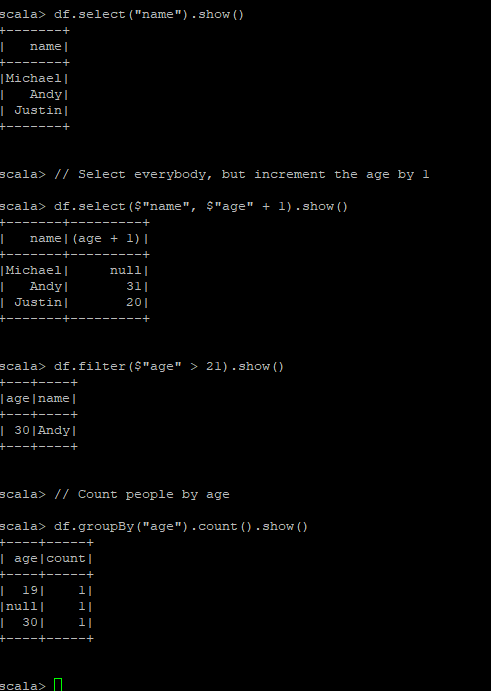 scala> df.select("name").show()
+-------+
|   name|
+-------+
|Michael|
|   Andy|
| Justin|
+-------+
scala> // Select everybody, but increment the age by 1
scala> df.select($"name", $"age" + 1).show()
+-------+---------+
|   name|(age + 1)|
+-------+---------+
|Michael|     null|
|   Andy|       31|
| Justin|       20|
+-------+---------+
scala> df.filter($"age" > 21).show()
+---+----+
|age|name|
+---+----+
| 30|Andy|
+---+----+
scala> // Count people by age
scala> df.groupBy("age").count().show()
+----+-----+
| age|count|
+----+-----+
|  19|    1|
|null|    1|
|  30|    1|
+----+-----+
scala>